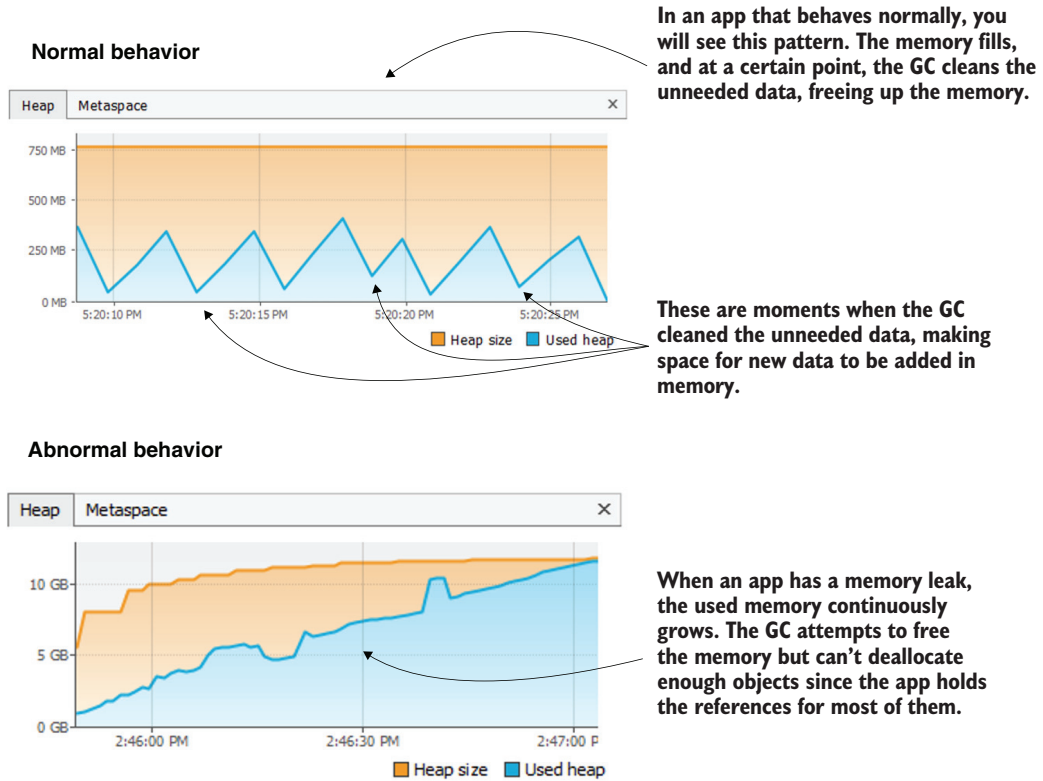 Normal behavior
In an app that behaves normally, you
will see this pattern. The memory fills,
and at a certain point, the GC cleans the
unneeded data, freeing up the memory.
Heap Metaspace ×
750 MB
500 MB
250 MB
0 MB
5:20:10 PM 5:20:15 PM 5:20:20 PM 5:20:25 PM
Heap size Used heap
These are moments when the GC
cleaned the unneeded data, making
space for new data to be added in
memory.
Abnormal behavior
Heap Metaspace ×
10 GB
5 GB
0 GB
2:46:00 PM 2:46:30 PM 2:47:00 P
Heap size Used heap
When an app has a memory leak,
the used memory continuously
grows. The GC attempts to free
the memory but can’t deallocate
enough objects since the app holds
the references for most of them.